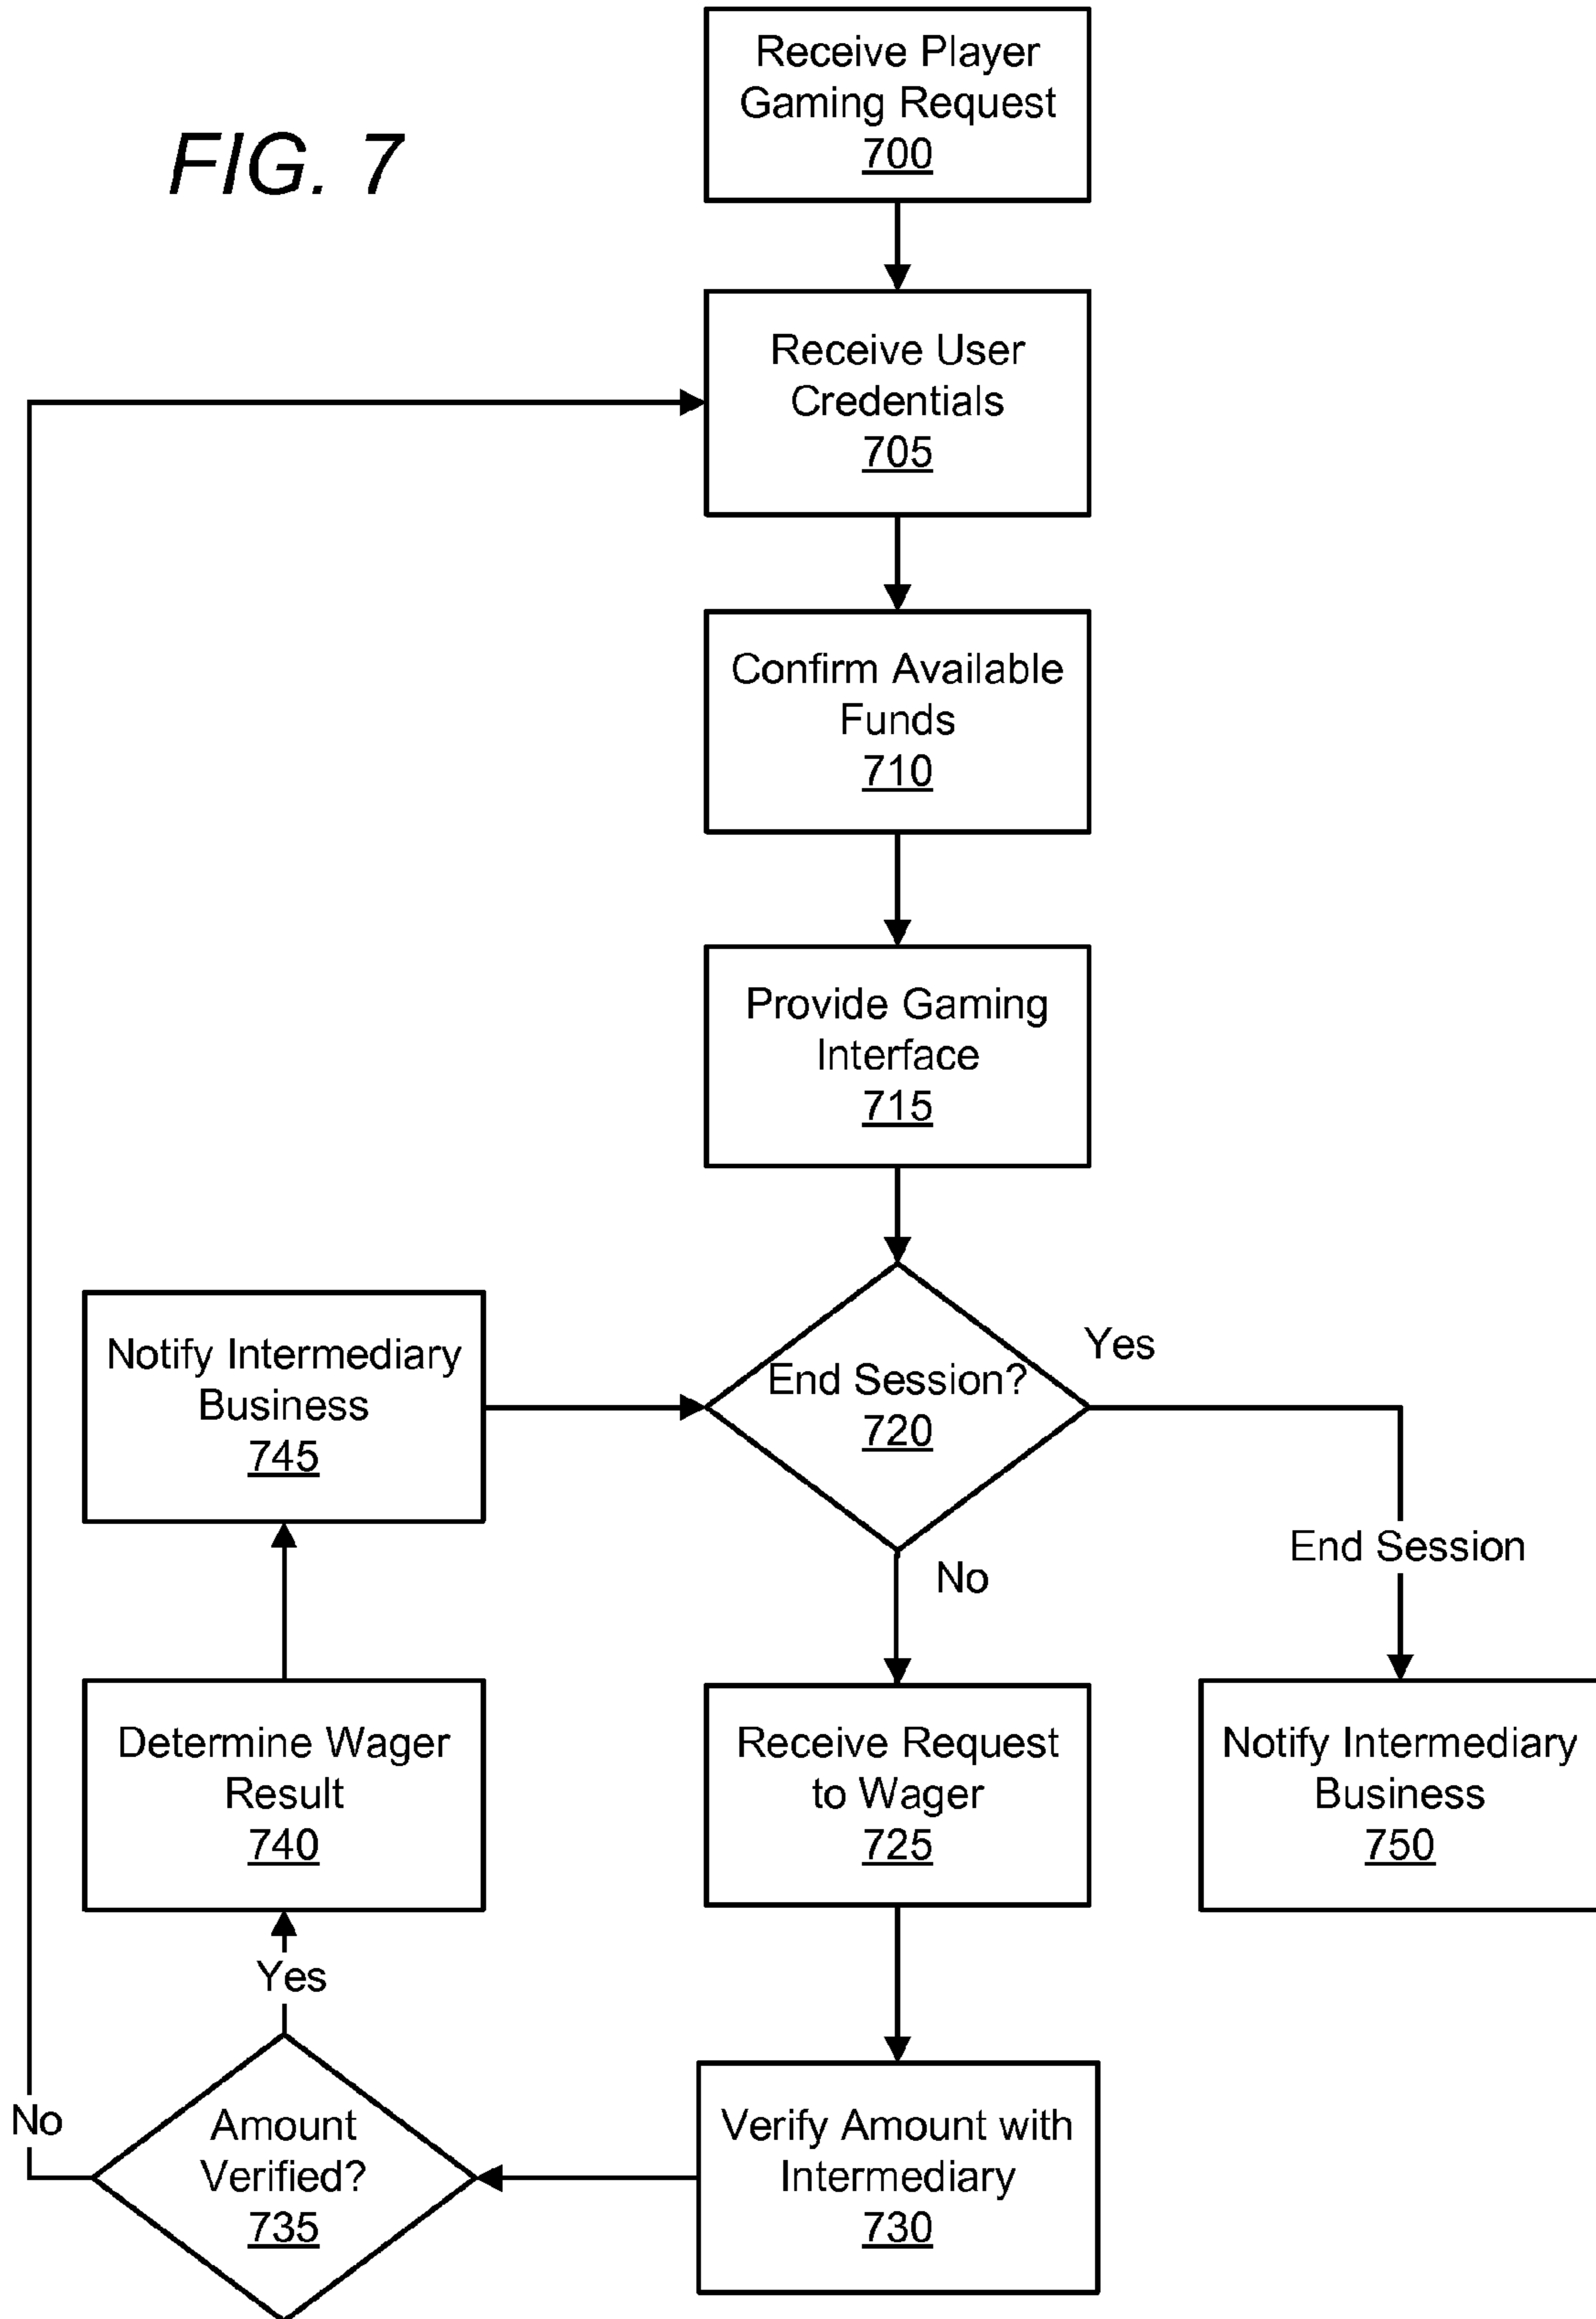 FIG. 7
Receive Player
Gaming Request
700
Receive User
Credentials
705
Confirm Available
Funds
710
Provide Gaming
Interface
715
End Session?
720
Yes
No
End Session
Notify Intermediary
Business
745
Determine Wager
Result
740
Receive Request
to Wager
725
Notify Intermediary
Business
750
Yes
No
Amount
Verified?
735
Verify Amount with
Intermediary
730